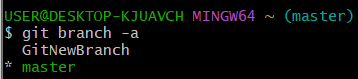 USER@DESKTOP-KJUAVCH MINGW64 ~ (master)
$ git branch -a
  GitNewBranch
* master